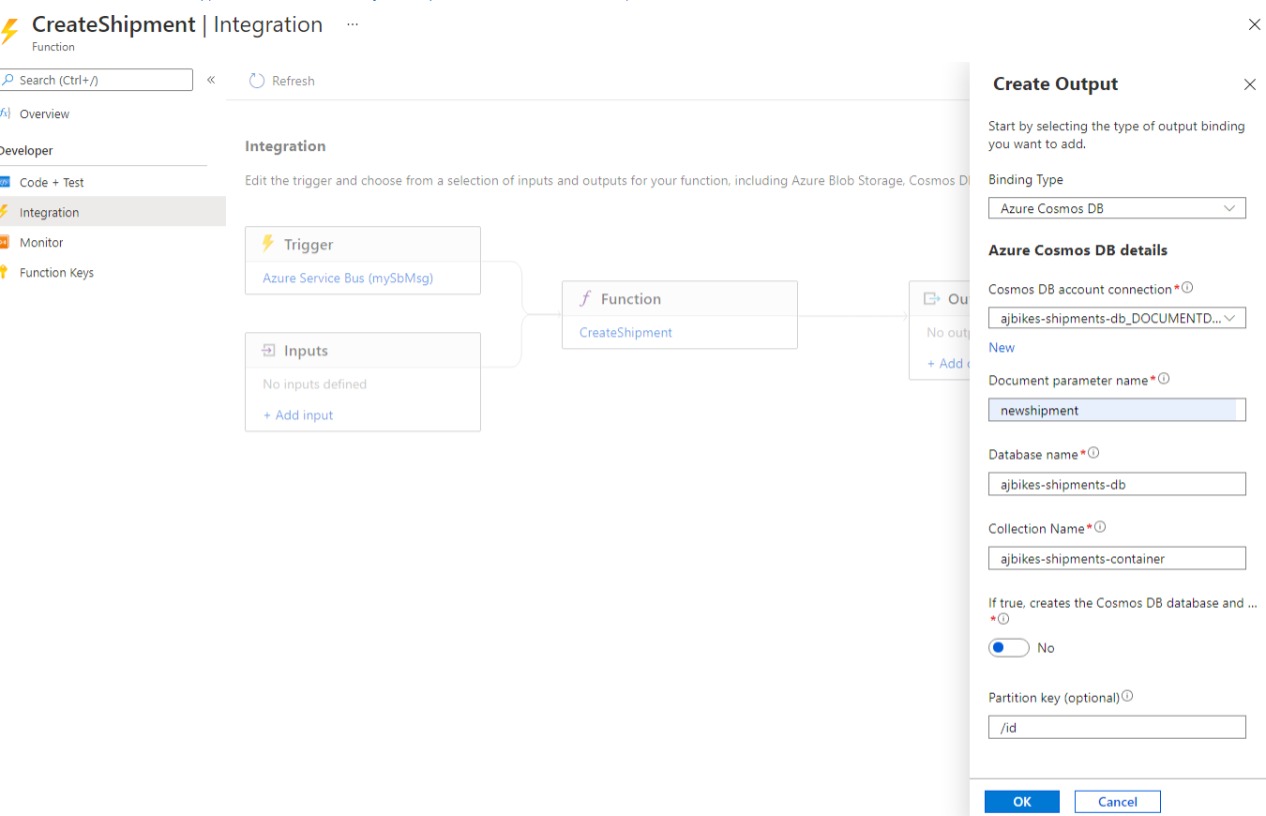 CreateShipment | Integration ...
Function
Search (Ctrl+/)
«
Refresh
Overview
Developer
Code + Test
Integration
Monitor
Function Keys
Integration
Edit the trigger and choose from a selection of inputs and outputs for your function, including Azure Blob Storage, Cosmos
Trigger
Azure Service Bus (mySbMsg)
Inputs
No inputs defined
+ Add input
Function
CreateShipment
No
+ Add
Create Output
Start by selecting the type of output binding
you want to add.
Binding Type
Azure Cosmos DB
Azure Cosmos DB details
Cosmos DB account connection*
ajbikes-shipments-db_DOCUMENTD...
New
Document parameter name*
newshipment
Database name*
ajbikes-shipments-db
Collection Name*
ajbikes-shipments-container
If true, creates the Cosmos DB database and ...
*
No
Partition key (optional)
/id
OK
Cancel